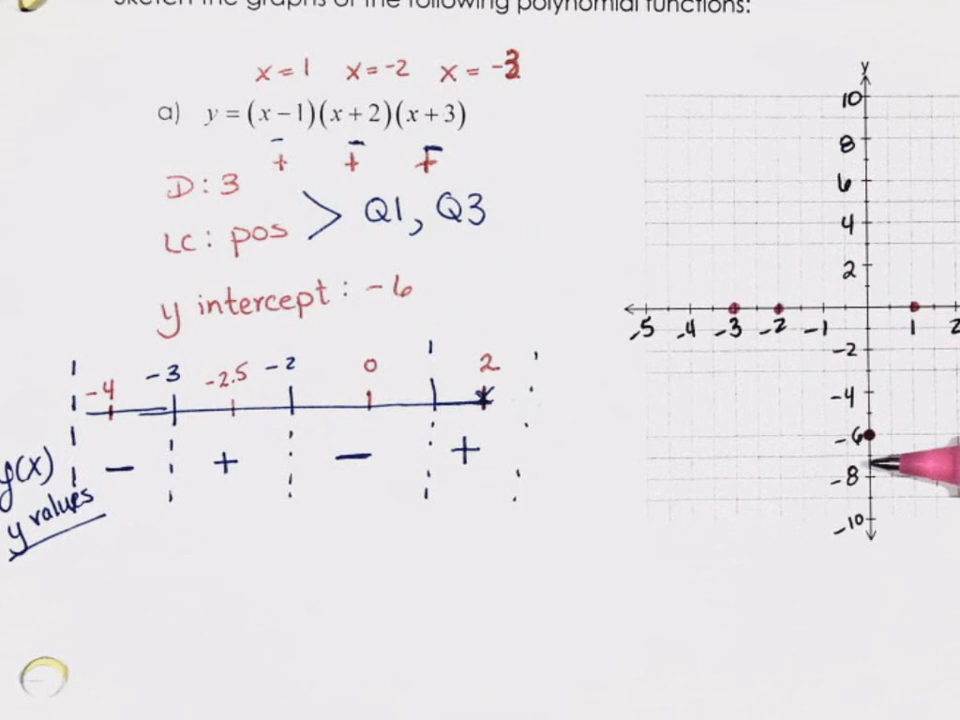 Sketch the graphs of the following polynomial functions:
x = 1 x = -2 x = -3
a) y = (x − 1)(x + 2)(x + 3)
- - -
+ + +
D: 3
LC: pos > Q1, Q3
y intercept: -6
-4 -3 -2.5 -2 0 1 2
y(x) - + - +
y values
y
10
8
6
4
2
-5 -4 -3 -2 -1 1 2
-2
-4
-6
-8
-10